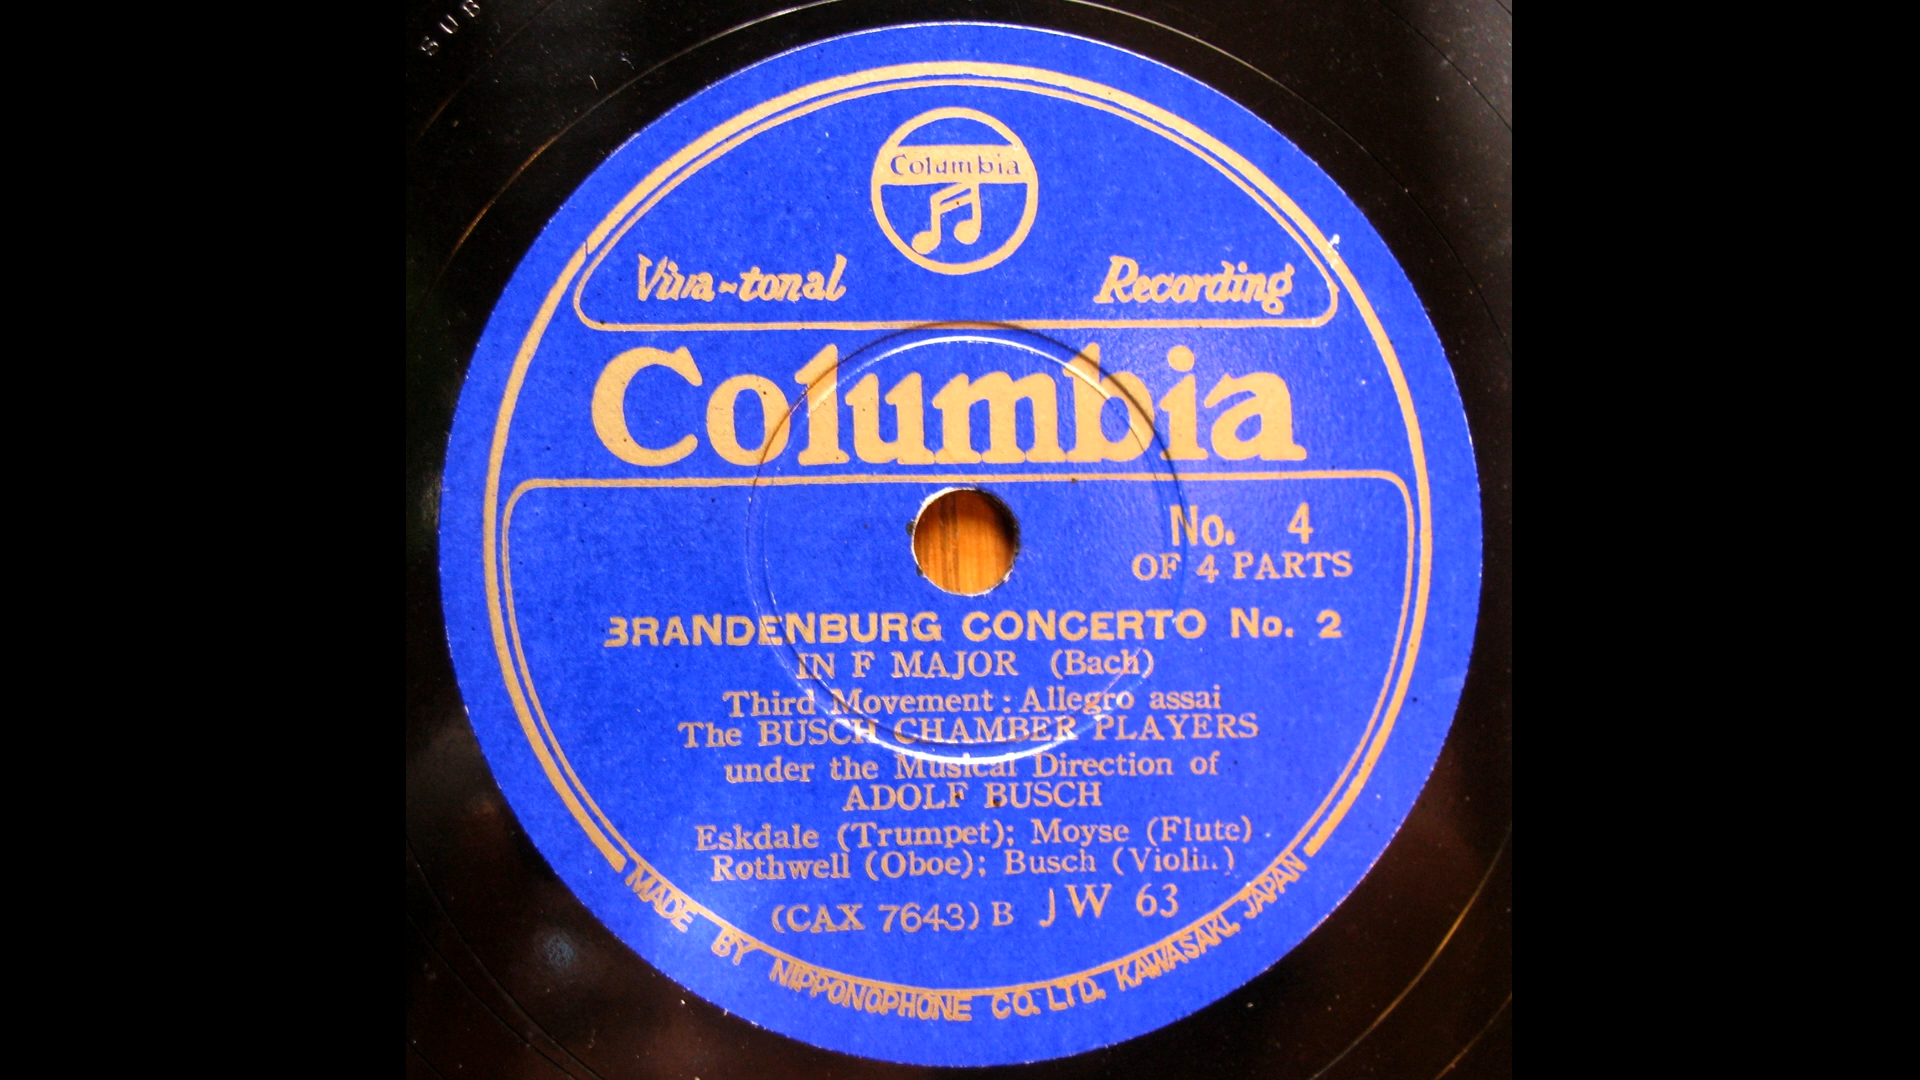 SUB
Columbia
Viva-tonal Recording
Columbia
No. 4
OF 4 PARTS
BRANDENBURG CONCERTO No. 2
IN F MAJOR (Bach)
Third Movement : Allegro assai
The BUSCH CHAMBER PLAYERS
under the Musical Direction of
ADOLF BUSCH
Eskdale (Trumpet); Moyse (Flute)
Rothwell (Oboe); Busch (Violin.)
(CAX 7643) B JW 63
MADE BY NIPPONOPHONE CO. LTD. KAWASAKI, JAPAN